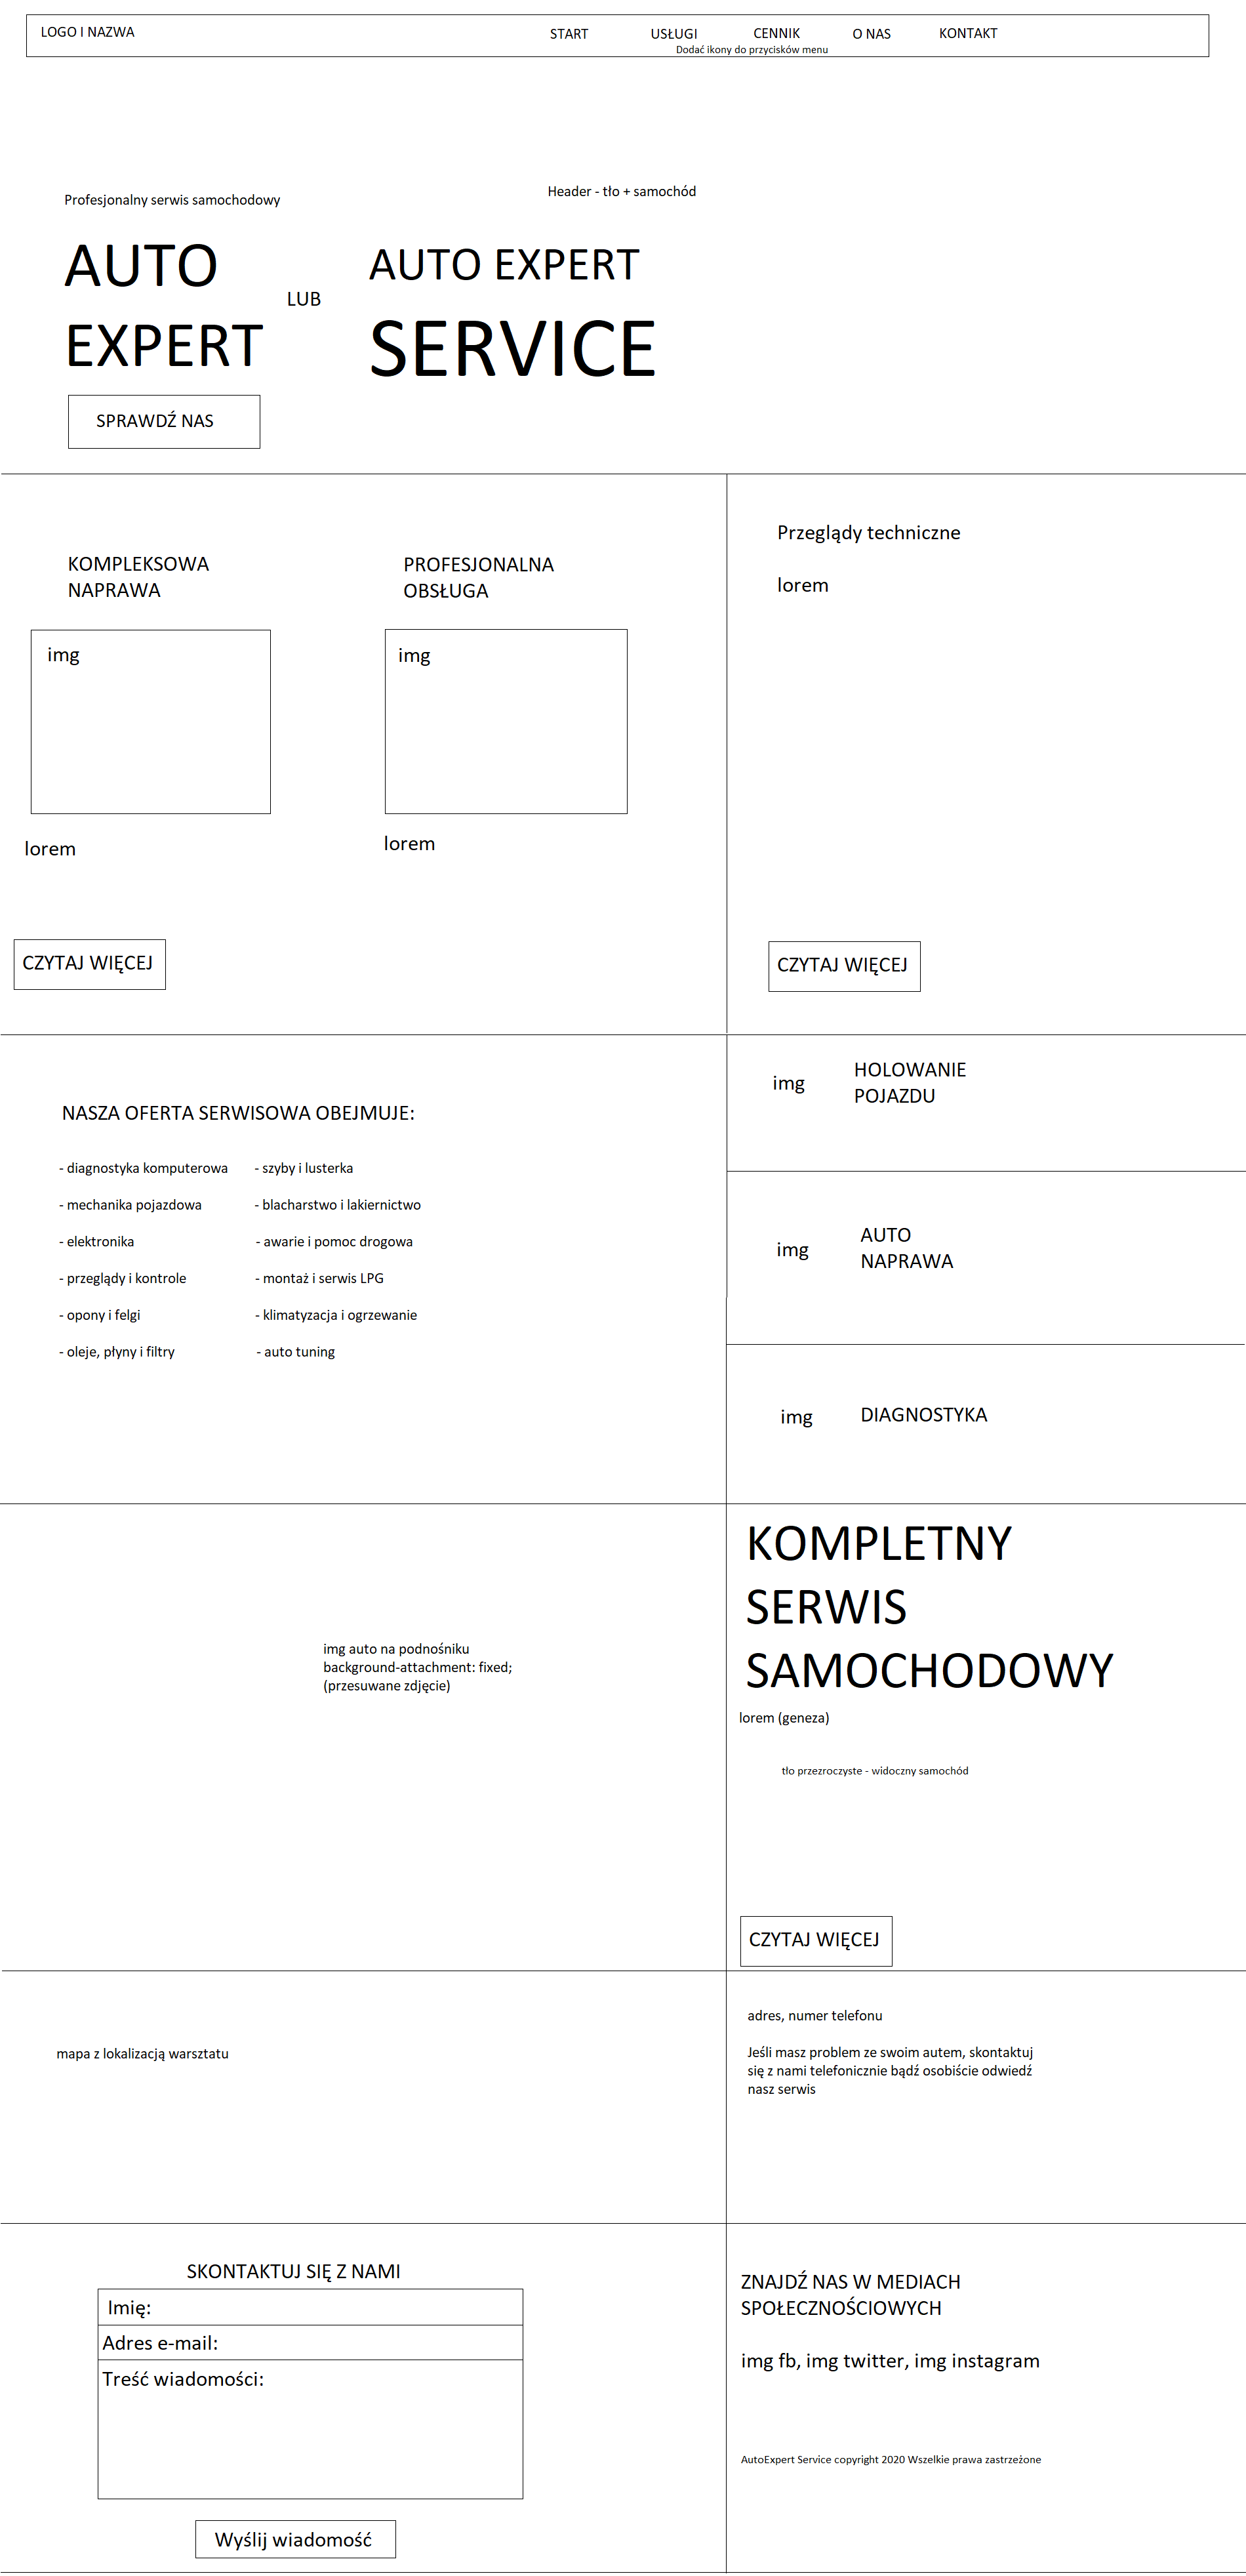 LOGO I NAZWA
START
USŁUGI
CENNIK
O NAS
KONTAKT
Dodać ikony do przycisków menu
Profesjonalny serwis samochodowy
Header - tło + samochód
AUTO
EXPERT
LUB
AUTO EXPERT
SERVICE
SPRAWDŹ NAS
KOMPLEKSOWA
NAPRAWA
img
lorem
PROFESJONALNA
OBSŁUGA
img
lorem
CZYTAJ WIĘCEJ
Przeglądy techniczne
lorem
CZYTAJ WIĘCEJ
NASZA OFERTA SERWISOWA OBEJMUJE:
- diagnostyka komputerowa
- mechanika pojazdowa
- elektronika
- przeglądy i kontrole
- opony i felgi
- oleje, płyny i filtry
- szyby i lusterka
- blacharstwo i lakiernictwo
- awarie i pomoc drogowa
- montaż i serwis LPG
- klimatyzacja i ogrzewanie
- auto tuning
img
HOLOWANIE
POJAZDU
img
AUTO
NAPRAWA
img
DIAGNOSTYKA
img auto na podnośniku
background-attachment: fixed;
(przesuwane zdjęcie)
KOMPLETNY
SERWIS
SAMOCHODOWY
lorem (geneza)
tło przezroczyste - widoczny samochód
CZYTAJ WIĘCEJ
mapa z lokalizacją warsztatu
adres, numer telefonu
Jeśli masz problem ze swoim autem, skontaktuj
się z nami telefonicznie bądź osobiście odwiedź
nasz serwis
SKONTAKTUJ SIĘ Z NAMI
Imię:
Adres e-mail:
Treść wiadomości:
Wyślij wiadomość
ZNAJDŹ NAS W MEDIACH
SPOŁECZNOŚCIOWYCH
img fb, img twitter, img instagram
AutoExpert Service copyright 2020 Wszelkie prawa zastrzeżone